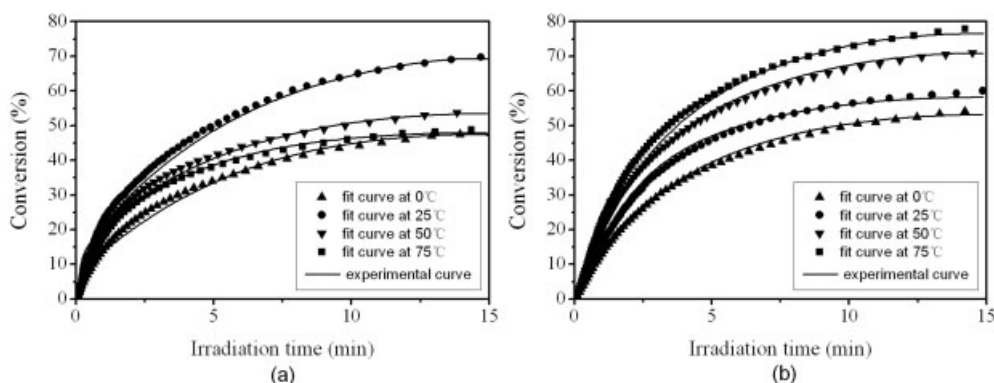 80
70
60
50
40
30
20
10
0
Conversion (%)
fit curve at 0℃
fit curve at 25℃
fit curve at 50℃
fit curve at 75℃
experimental curve
0 5 10 15
Irradiation time (min)
(a)
80
70
60
50
40
30
20
10
0
Conversion (%)
fit curve at 0℃
fit curve at 25℃
fit curve at 50℃
fit curve at 75℃
experimental curve
0 5 10 15
Irradiation time (min)
(b)